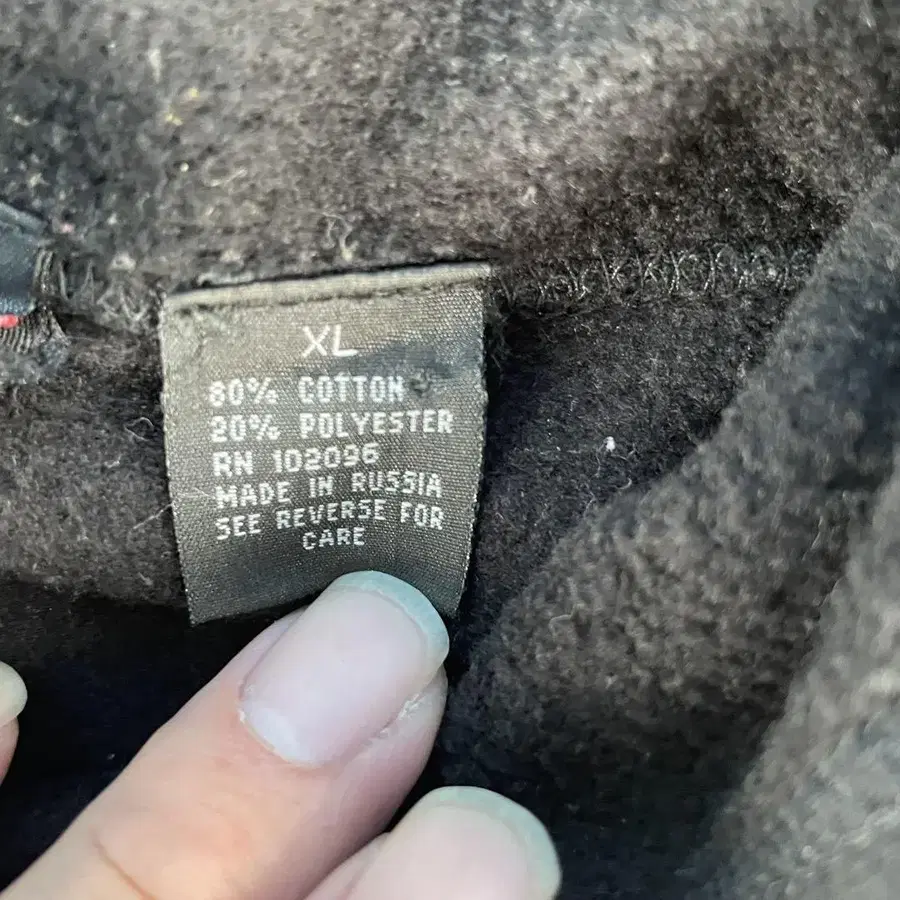 XL
80% COTTON
20% POLYESTER
RN 102096
MADE IN RUSSIA
SEE REVERSE FOR
CARE